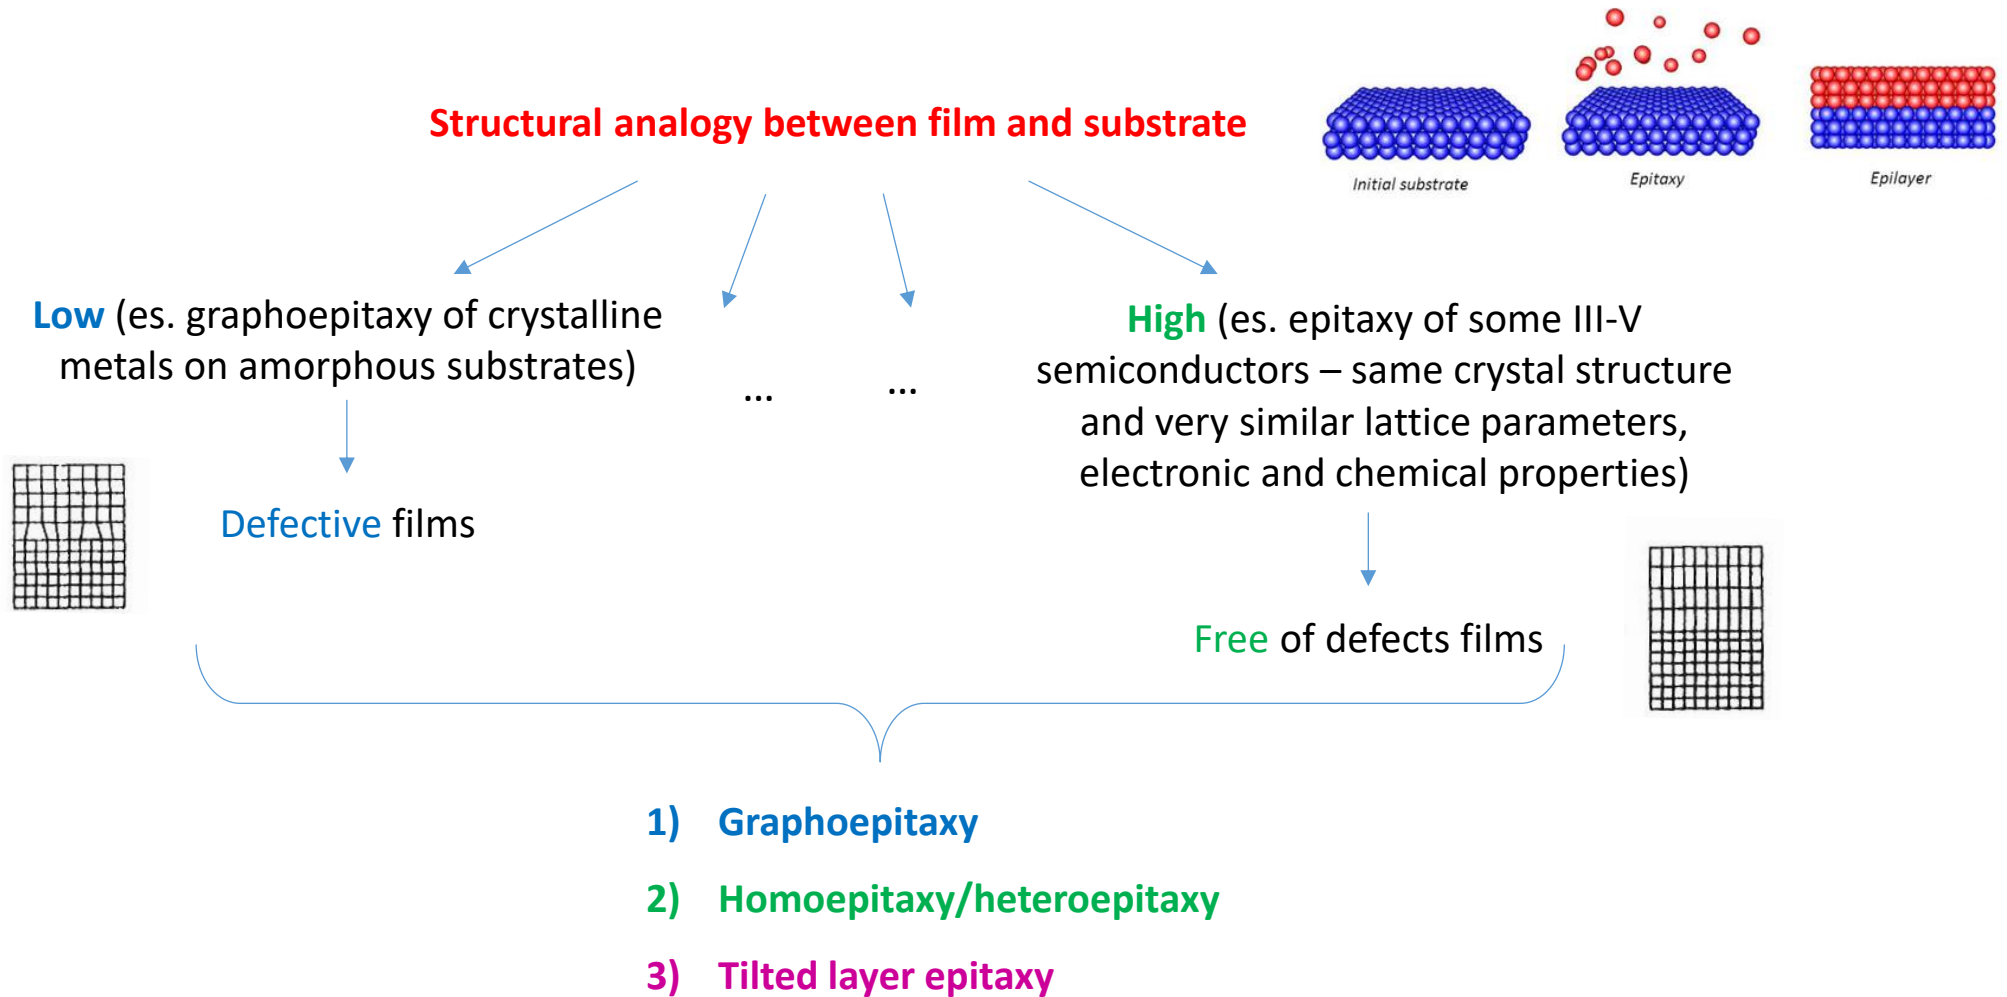 Structural analogy between film and substrate
Initial substrate
Epitaxy
Epilayer
Low (es. graphoepitaxy of crystalline
metals on amorphous substrates)
...
...
High (es. epitaxy of some III-V
semiconductors – same crystal structure
and very similar lattice parameters,
electronic and chemical properties)
Defective films
Free of defects films
1) Graphoepitaxy
2) Homoepitaxy/heteroepitaxy
3) Tilted layer epitaxy